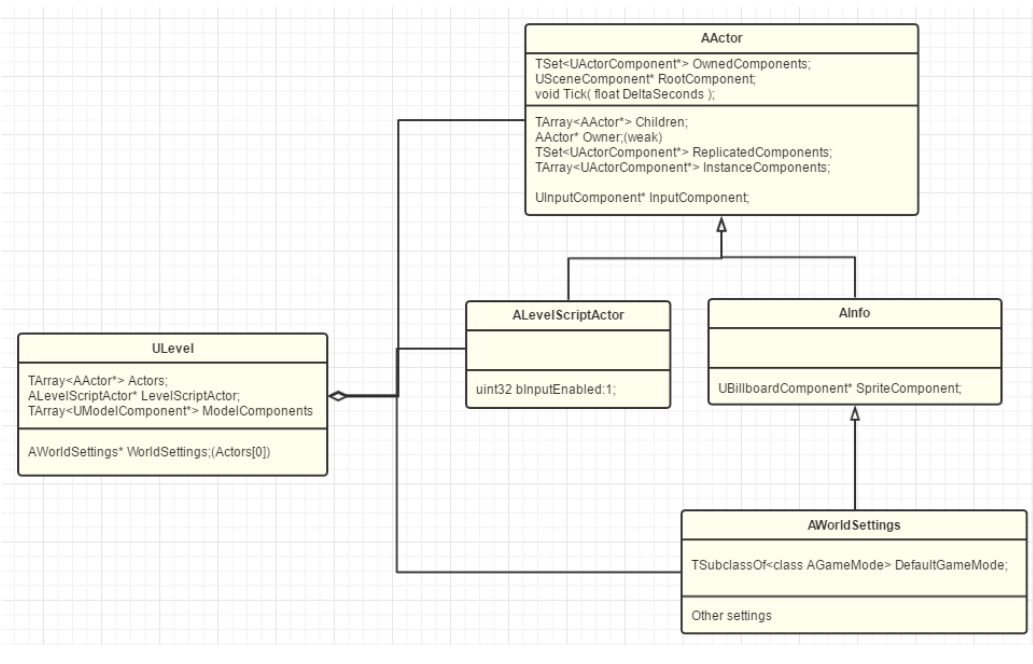 AActor
TSet<UActorComponent*> OwnedComponents;
USceneComponent* RootComponent;
void Tick( float DeltaSeconds );
TArray<AActor*> Children;
AActor* Owner;(weak)
TSet<UActorComponent*> ReplicatedComponents;
TArray<UActorComponent*> InstanceComponents;
UInputComponent* InputComponent;
ALevelScriptActor
uint32 bInputEnabled:1;
AInfo
UBillboardComponent* SpriteComponent;
ULevel
TArray<AActor*> Actors;
ALevelScriptActor* LevelScriptActor;
TArray<UModelComponent*> ModelComponents
AWorldSettings* WorldSettings;(Actors[0])
AWorldSettings
TSubclassOf<class AGameMode> DefaultGameMode;
Other settings